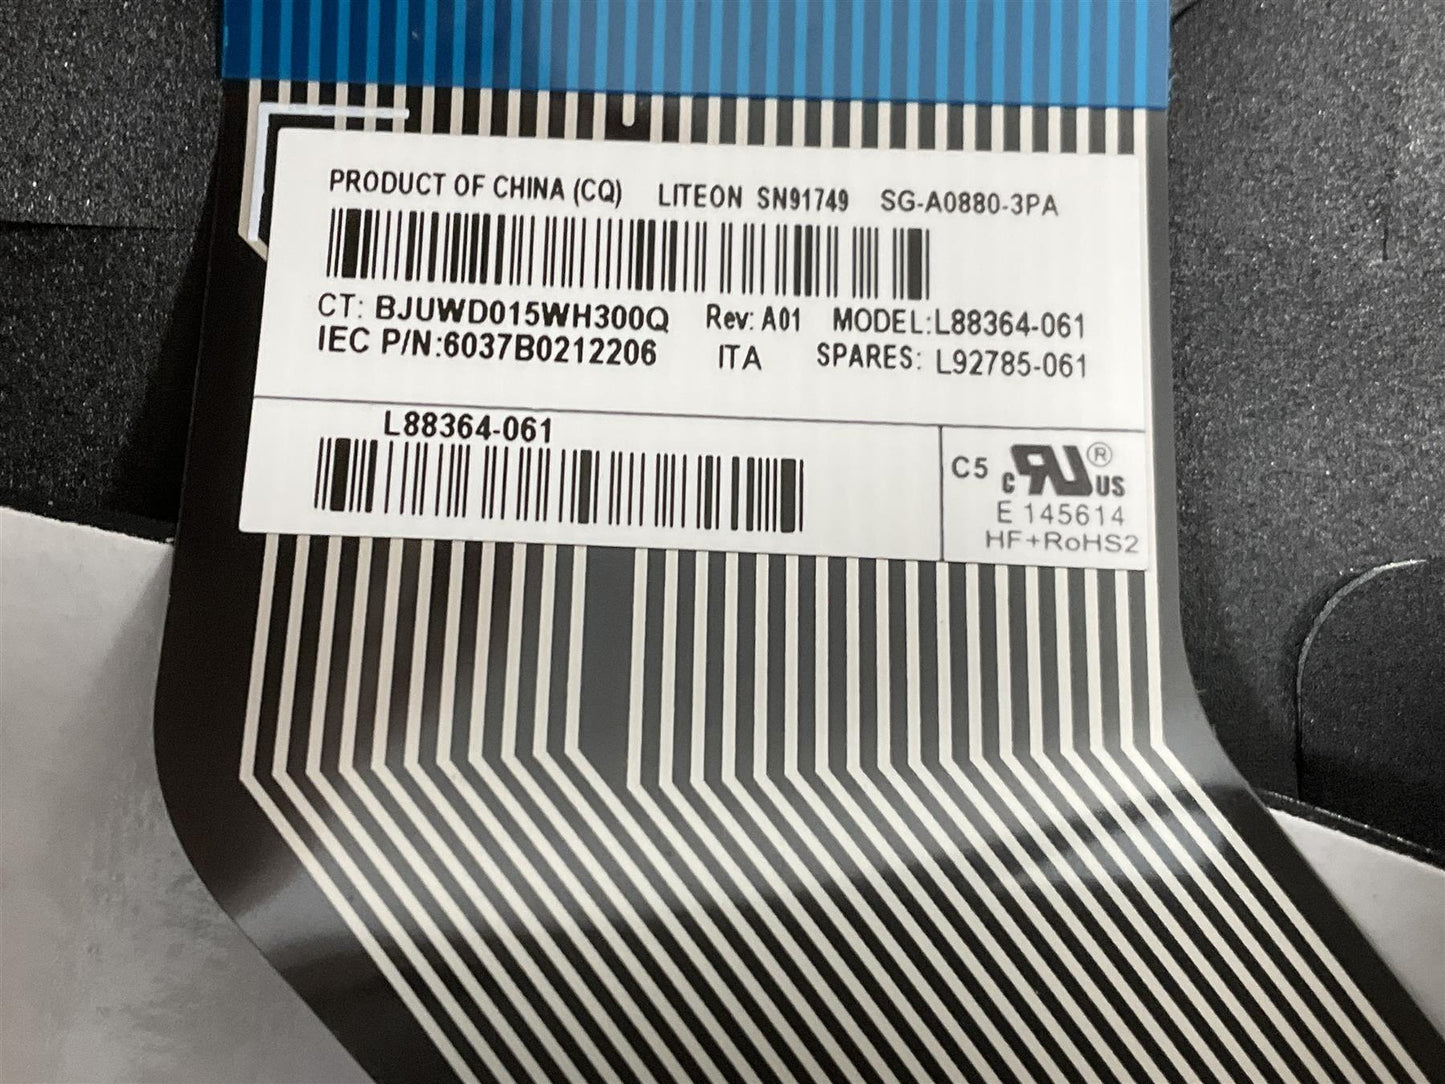 PRODUCT OF CHINA (CQ) LITEON SN91749 SG-A0880-3PA
CT: BJUWD015WH300Q Rev: A01 MODEL:L88364-061
IEC P/N:6037B0212206 ITA SPARES: L92785-061
L88364-061
C5 c RU ® US
E 145614
HF+RoHS2